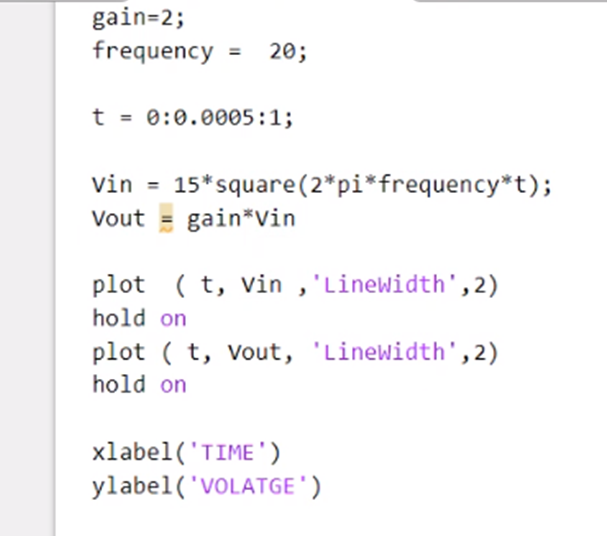 gain=2;
frequency =  20;
t = 0:0.0005:1;
Vin = 15*square(2*pi*frequency*t);
Vout = gain*Vin
plot  ( t, Vin ,'LineWidth',2)
hold on
plot ( t, Vout, 'LineWidth',2)
hold on
xlabel('TIME')
ylabel('VOLATGE')